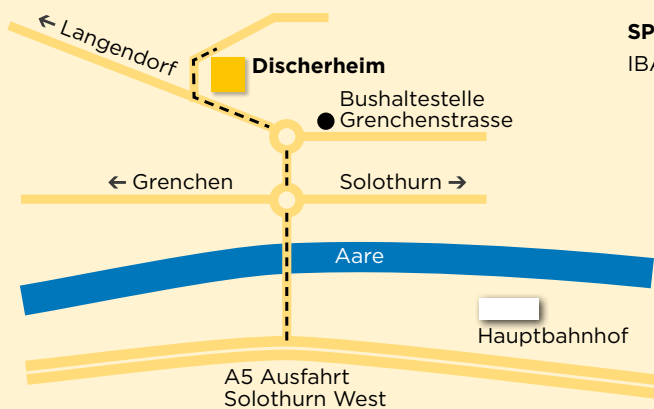 ← Langendorf
Discherheim
Bushaltestelle
Grenchenstrasse
← Grenchen
Solothurn →
Aare
Hauptbahnhof
A5 Ausfahrt
Solothurn West
SP
IBA